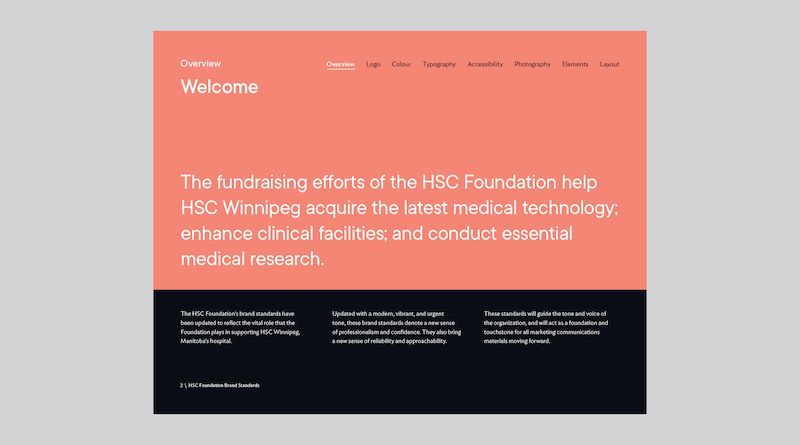 Overview
Overview Logo Colour Typography Accessibility Photography Elements Layout
Welcome
The fundraising efforts of the HSC Foundation help
HSC Winnipeg acquire the latest medical technology;
enhance clinical facilities; and conduct essential
medical research.
The HSC Foundation's brand standards have
been updated to reflect the vital role that the
Foundation plays in supporting HSC Winnipeg,
Manitoba's hospital.
Updated with a modern, vibrant, and urgent
tone, these brand standards denote a new sense
of professionalism and confidence. They also bring
a new sense of reliability and approachability.
These standards will guide the tone and voice of
the organization, and will act as a foundation and
touchstone for all marketing communications
materials moving forward.
2 \ HSC Foundation Brand Standards